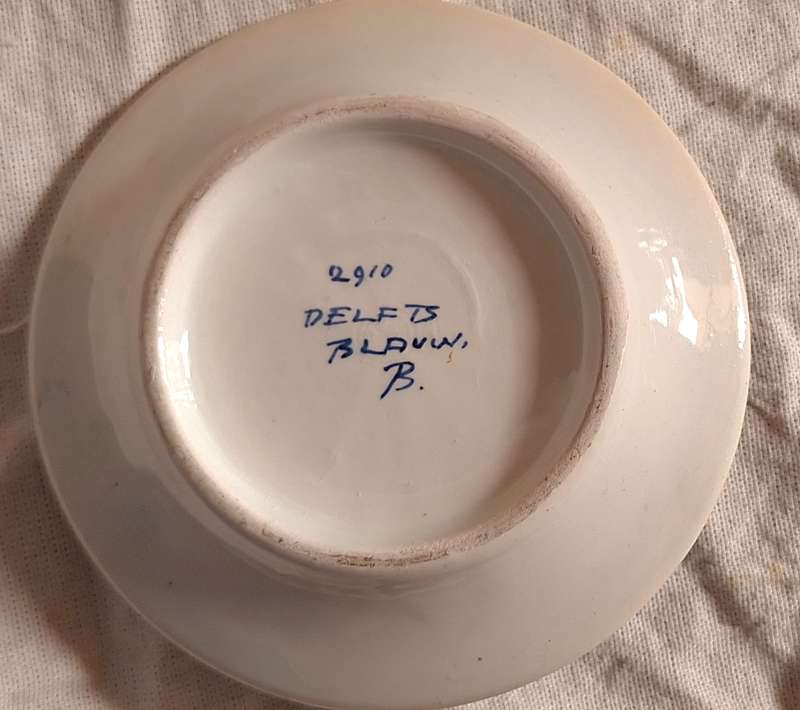 2910
DELFTS
BLAUW.
B.